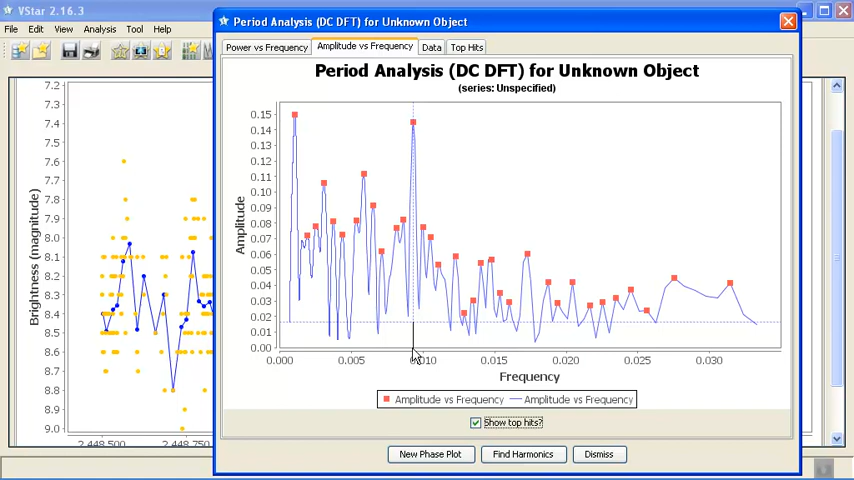 VStar 2.16.3
File Edit View Analysis Tool Help
7.2
7.3
7.4
7.5
7.6
7.7
7.8
7.9
8.0
8.1
8.2
8.3
8.4
8.5
8.6
8.7
8.8
8.9
9.0
Brightness (magnitude)
2,448,500 2,448,750
Period Analysis (DC DFT) for Unknown Object
Power vs Frequency Amplitude vs Frequency Data Top Hits
Period Analysis (DC DFT) for Unknown Object
(series: Unspecified)
0.15
0.14
0.13
0.12
0.11
0.10
0.09
0.08
0.07
0.06
0.05
0.04
0.03
0.02
0.01
0.00
Amplitude
0.000 0.005 0.010 0.015 0.020 0.025 0.030
Frequency
Amplitude vs Frequency Amplitude vs Frequency
Show top hits?
New Phase Plot Find Harmonics Dismiss